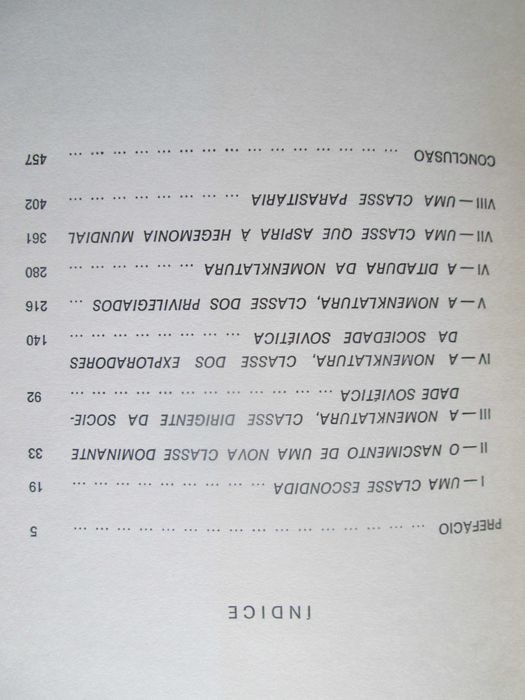 ÍNDICE
PREFÁCIO ... ... ... ... ... ... ... ... ... ... ... ... ... ... ... 5
I — UMA CLASSE ESCONDIDA ... ... ... ... ... ... ... ... ... 19
II — O NASCIMENTO DE UMA NOVA CLASSE DOMINANTE 33
III — A NOMENKLATURA, CLASSE DIRIGENTE DA SOCIE-
DADE SOVIÉTICA ... ... ... ... ... ... ... ... ... ... ... ... 92
IV — A NOMENKLATURA, CLASSE DOS EXPLORADORES
DA SOCIEDADE SOVIÉTICA ... ... ... ... ... ... ... ... 140
V — A NOMENKLATURA, CLASSE DOS PRIVILEGIADOS ... 216
VI — A DITADURA DA NOMENKLATURA ... ... ... ... ... ... 280
VII — UMA CLASSE QUE ASPIRA À HEGEMONIA MUNDIAL 361
VIII — UMA CLASSE PARASITÁRIA ... ... ... ... ... ... ... ... 402
CONCLUSÃO ... ... ... ... ... ... ... ... ... ... ... ... ... ... 457